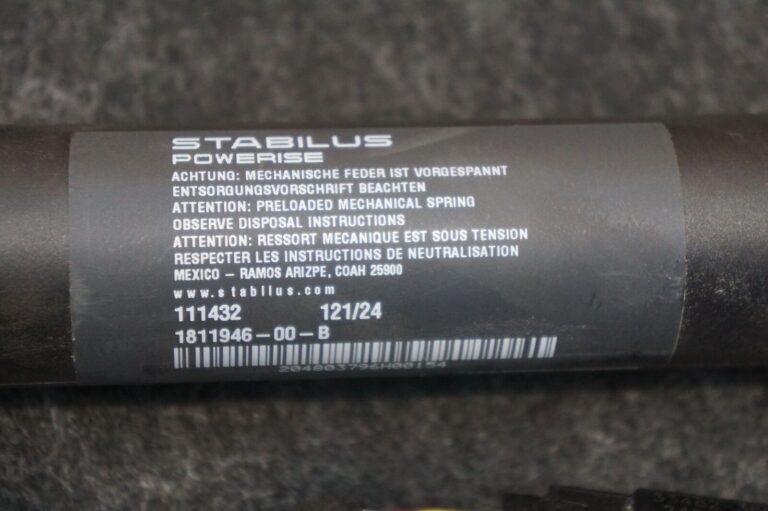 STABILUS
POWERISE
ACHTUNG: MECHANISCHE FEDER IST VORGESPANNT
ENTSORGUNGSVORSCHRIFT BEACHTEN
ATTENTION: PRELOADED MECHANICAL SPRING
OBSERVE DISPOSAL INSTRUCTIONS
ATTENTION: RESSORT MECANIQUE EST SOUS TENSION
RESPECTER LES INSTRUCTIONS DE NEUTRALISATION
MEXICO - RAMOS ARIZPE, COAH 25900
www.stabilus.com
111432 121/24
1811946-00-B
204803796H00154